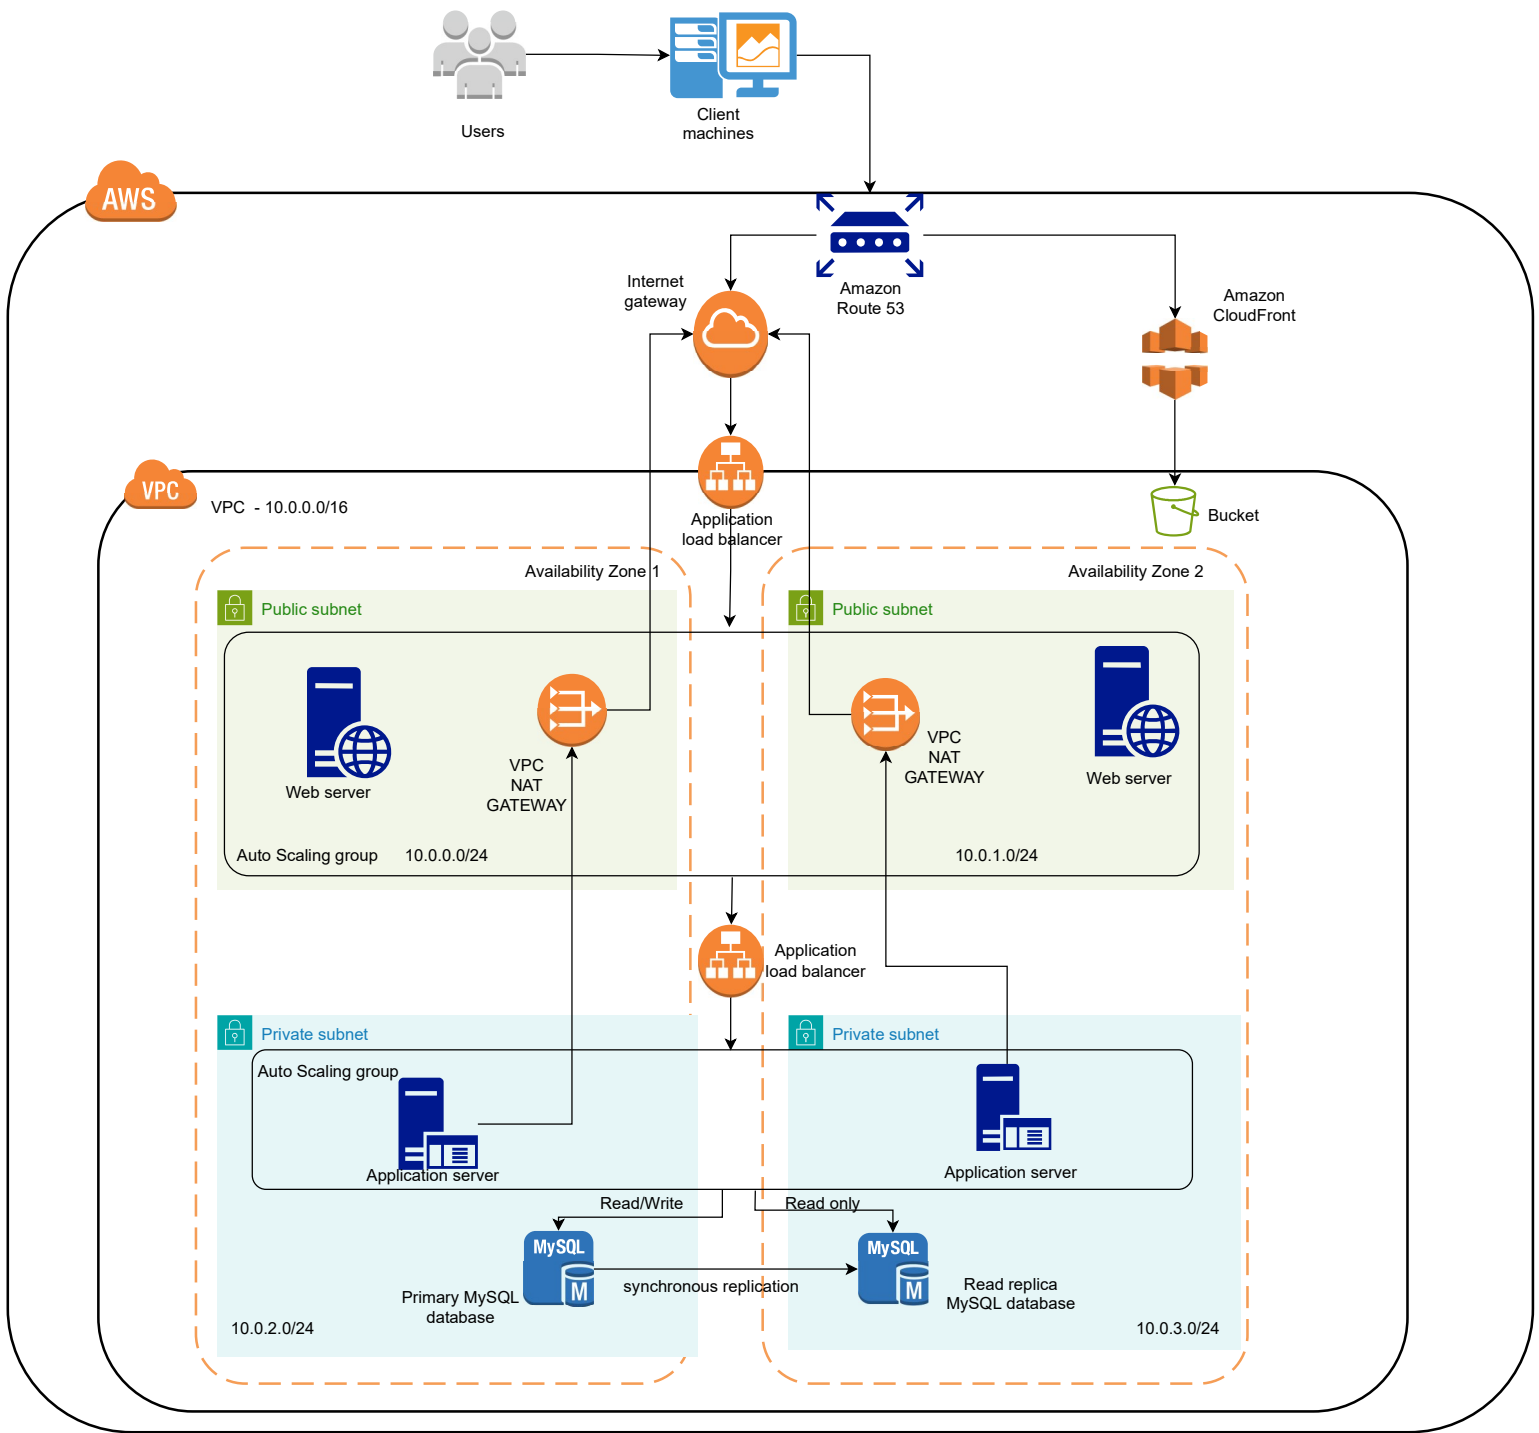 Users
Client
machines
AWS
Internet
gateway
Amazon
Route 53
Amazon
CloudFront
VPC
VPC - 10.0.0.0/16
Application
load balancer
Bucket
Availability Zone 1
Availability Zone 2
Public subnet
Public subnet
Web server
VPC
NAT
GATEWAY
VPC
NAT
GATEWAY
Web server
Auto Scaling group
10.0.0.0/24
10.0.1.0/24
Application
load balancer
Private subnet
Private subnet
Auto Scaling group
Application server
Application server
Read/Write
Read only
MySQL
M
MySQL
M
synchronous replication
Primary MySQL
database
Read replica
MySQL database
10.0.2.0/24
10.0.3.0/24